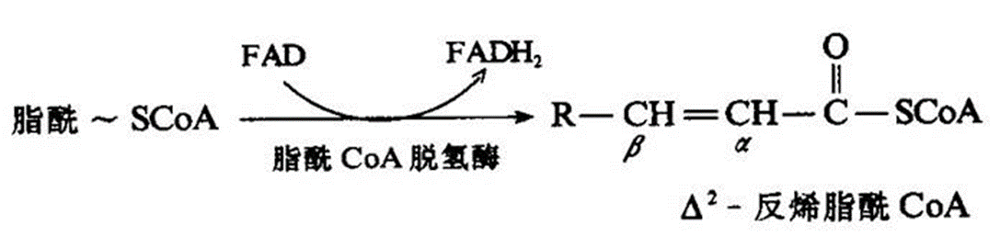 FAD FADH₂
脂酰~SCoA R—CH=CH—C—SCoA
O
β α
脂酰 CoA 脱氢酶
Δ²-反烯脂酰 CoA